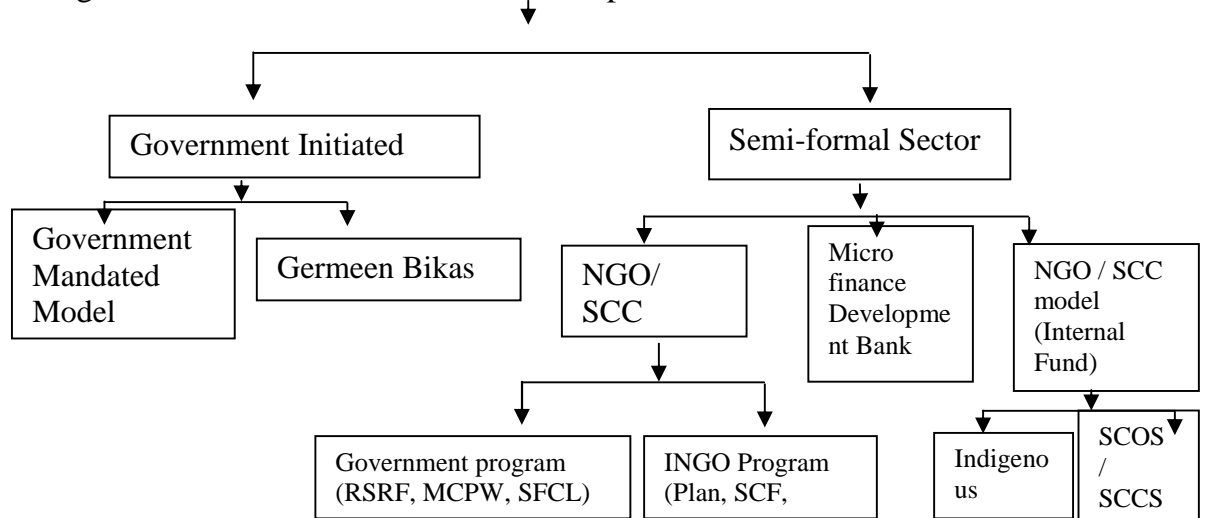 Government Initiated
Semi-formal Sector
Government
Mandated
Model
Germeen Bikas
NGO/
SCC
Micro
finance
Developme
nt Bank
NGO / SCC
model
(Internal
Fund)
Government program
(RSRF, MCPW, SFCL)
INGO Program
(Plan, SCF,
Indigeno
us
SCOS
/
SCCS